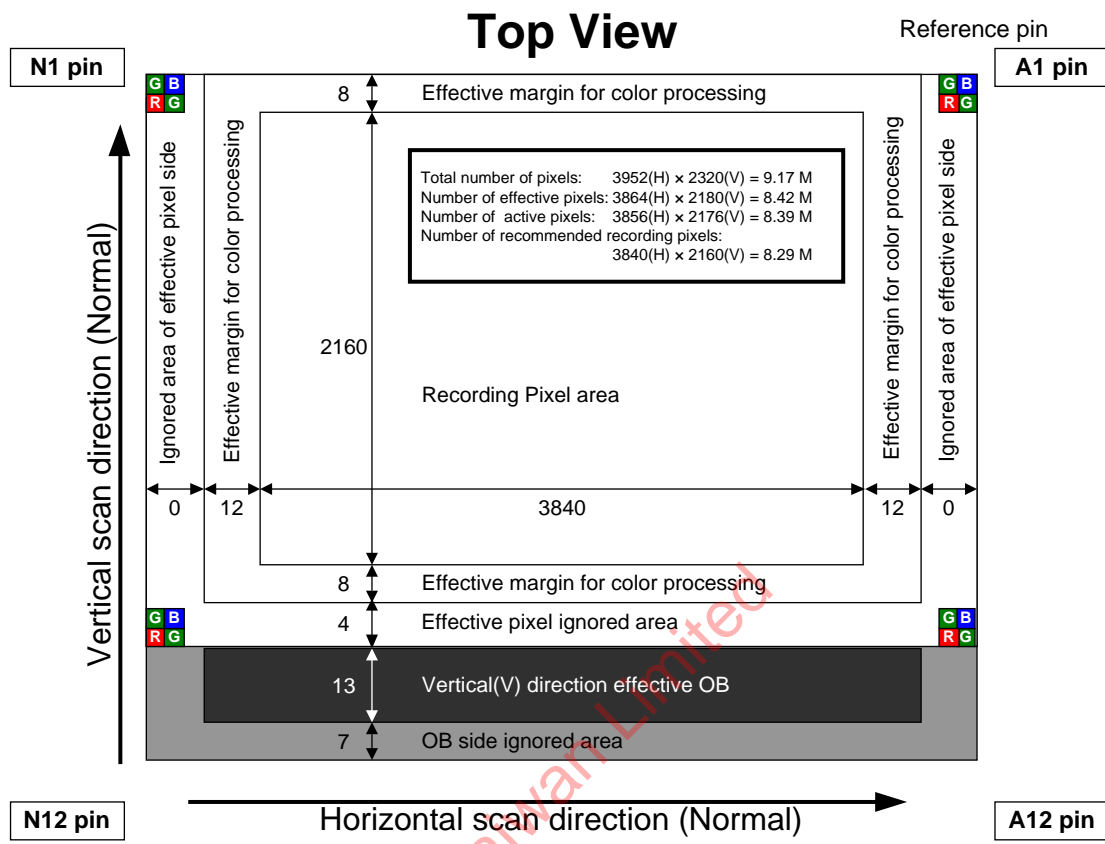 Top View
Reference pin
N1 pin
A1 pin
G B
R G
G B
R G
8 Effective margin for color processing
Ignored area of effective pixel side
Effective margin for color processing
Total number of pixels: 3952(H) × 2320(V) = 9.17 M
Number of effective pixels: 3864(H) × 2180(V) = 8.42 M
Number of active pixels: 3856(H) × 2176(V) = 8.39 M
Number of recommended recording pixels:
3840(H) × 2160(V) = 8.29 M
Effective margin for color processing
Ignored area of effective pixel side
Vertical scan direction (Normal)
2160
Recording Pixel area
0 12 3840 12 0
8 Effective margin for color processing
G B
R G
4 Effective pixel ignored area
G B
R G
13 Vertical(V) direction effective OB
7 OB side ignored area
N12 pin
Horizontal scan direction (Normal)
A12 pin
aiwan Limited